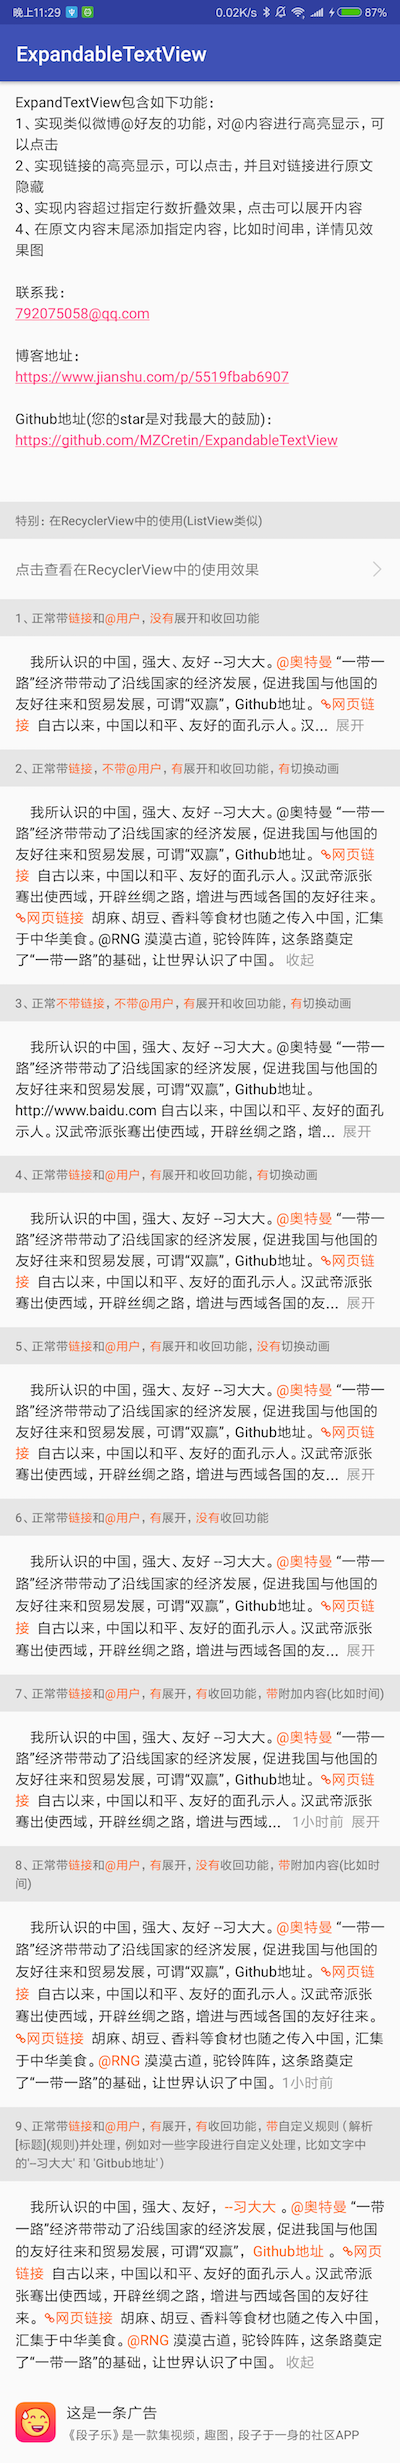 晚上11:29 0.02K/s 87%
ExpandableTextView
ExpandTextView包含如下功能：
1、实现类似微博@好友的功能，对@内容进行高亮显示，可
以点击
2、实现链接的高亮显示，可以点击，并且对链接进行原文
隐藏
3、实现内容超过指定行数折叠效果，点击可以展开内容
4、在原文内容末尾添加指定内容，比如时间串，详情见效
果图
联系我：
792075058@qq.com
博客地址：
https://www.jianshu.com/p/5519fbab6907
Github地址(您的star是对我最大的鼓励)：
https://github.com/MZCretin/ExpandableTextView
特别：在RecyclerView中的使用(ListView类似)
点击查看在RecyclerView中的使用效果
1、正常带链接和@用户，没有展开和收回功能
我所认识的中国，强大、友好 --习大大。@奥特曼 “一带一
路”经济带带动了沿线国家的经济发展，促进我国与他国的
友好往来和贸易发展，可谓“双赢”，Github地址。网页链
接 自古以来，中国以和平、友好的面孔示人。汉... 展开
2、正常带链接，不带@用户，有展开和收回功能，有切换动画
我所认识的中国，强大、友好 --习大大。@奥特曼 “一带一
路”经济带带动了沿线国家的经济发展，促进我国与他国的
友好往来和贸易发展，可谓“双赢”，Github地址。网页链
接 自古以来，中国以和平、友好的面孔示人。汉武帝派张
骞出使西域，开辟丝绸之路，增进与西域各国的友好往来。
网页链接 胡麻、胡豆、香料等食材也随之传入中国，汇集
于中华美食。@RNG 漠漠古道，驼铃阵阵，这条路奠定
了“一带一路”的基础，让世界认识了中国。 收起
3、正常不带链接，不带@用户，有展开和收回功能，有切换动画
我所认识的中国，强大、友好 --习大大。@奥特曼 “一带一
路”经济带带动了沿线国家的经济发展，促进我国与他国的
友好往来和贸易发展，可谓“双赢”，Github地址。
http://www.baidu.com 自古以来，中国以和平、友好的面孔
示人。汉武帝派张骞出使西域，开辟丝绸之路，增... 展开
4、正常带链接和@用户，有展开和收回功能，有切换动画
我所认识的中国，强大、友好 --习大大。@奥特曼 “一带一
路”经济带带动了沿线国家的经济发展，促进我国与他国的
友好往来和贸易发展，可谓“双赢”，Github地址。网页链
接 自古以来，中国以和平、友好的面孔示人。汉武帝派张
骞出使西域，开辟丝绸之路，增进与西域各国的友... 展开
5、正常带链接和@用户，有展开和收回功能，没有切换动画
我所认识的中国，强大、友好 --习大大。@奥特曼 “一带一
路”经济带带动了沿线国家的经济发展，促进我国与他国的
友好往来和贸易发展，可谓“双赢”，Github地址。网页链
接 自古以来，中国以和平、友好的面孔示人。汉武帝派张
骞出使西域，开辟丝绸之路，增进与西域各国的友... 展开
6、正常带链接和@用户，有展开，没有收回功能
我所认识的中国，强大、友好 --习大大。@奥特曼 “一带一
路”经济带带动了沿线国家的经济发展，促进我国与他国的
友好往来和贸易发展，可谓“双赢”，Github地址。网页链
接 自古以来，中国以和平、友好的面孔示人。汉武帝派张
骞出使西域，开辟丝绸之路，增进与西域各国的友... 展开
7、正常带链接和@用户，有展开，有收回功能，带附加内容(比如时间)
我所认识的中国，强大、友好 --习大大。@奥特曼 “一带一
路”经济带带动了沿线国家的经济发展，促进我国与他国的
友好往来和贸易发展，可谓“双赢”，Github地址。网页链
接 自古以来，中国以和平、友好的面孔示人。汉武帝派张
骞出使西域，开辟丝绸之路，增进与西域... 1小时前 展开
8、正常带链接和@用户，有展开，没有收回功能，带附加内容(比如时
间)
我所认识的中国，强大、友好 --习大大。@奥特曼 “一带一
路”经济带带动了沿线国家的经济发展，促进我国与他国的
友好往来和贸易发展，可谓“双赢”，Github地址。网页链
接 自古以来，中国以和平、友好的面孔示人。汉武帝派张
骞出使西域，开辟丝绸之路，增进与西域各国的友好往来。
网页链接 胡麻、胡豆、香料等食材也随之传入中国，汇集
于中华美食。@RNG 漠漠古道，驼铃阵阵，这条路奠定
了“一带一路”的基础，让世界认识了中国。 1小时前
9、正常带链接和@用户，有展开，有收回功能，带自定义规则（解析
[标题](规则)并处理，例如对一些字段进行自定义处理，比如文字中
的'--习大大' 和 'Gitbub地址'）
我所认识的中国，强大、友好， --习大大 。@奥特曼 “一带
一路”经济带带动了沿线国家的经济发展，促进我国与他国
的友好往来和贸易发展，可谓“双赢”， Github地址 。网页
链接 自古以来，中国以和平、友好的面孔示人。汉武帝派
张骞出使西域，开辟丝绸之路，增进与西域各国的友好往
来。网页链接 胡麻、胡豆、香料等食材也随之传入中国，
汇集于中华美食。@RNG 漠漠古道，驼铃阵阵，这条路奠定
了“一带一路”的基础，让世界认识了中国。 收起
这是一条广告
《段子乐》是一款集视频，趣图，段子于一身的社区APP